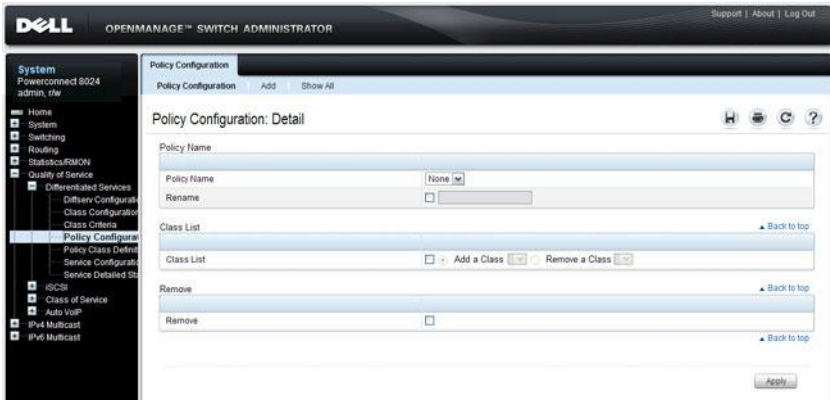 Support | About | Log Out
DELL
OPENMANAGE™ SWITCH ADMINISTRATOR
System
Powerconnect 8024
admin, r/w
Home
System
Switching
Routing
Statistics/RMON
Quality of Service
Differentiated Services
Diffserv Configurati
Class Configuration
Class Criteria
Policy Configurat
Policy Class Definit
Service Configuratio
Service Detailed Sta
iSCSI
Class of Service
Auto VoIP
IPv4 Multicast
IPv6 Multicast
Policy Configuration
Policy Configuration Add Show All
Policy Configuration: Detail
Policy Name
Policy Name None
Rename
Class List
Back to top
Class List Add a Class Remove a Class
Remove
Back to top
Remove
Back to top
Apply